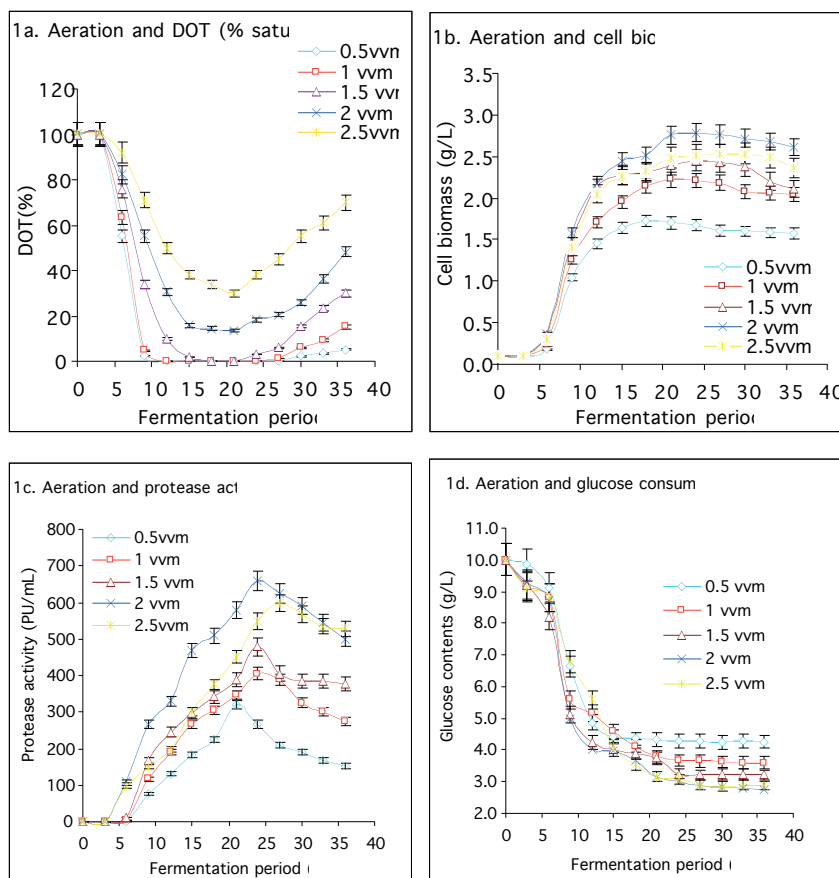 1a. Aeration and DOT (% satu
0.5vvm
1 vvm
1.5 vvr
2 vvm
2.5vvn
120
100
80
60
40
20
0
DOT(%)
0 5 10 15 20 25 30 35 40
Fermentation period
1b. Aeration and cell bio
3.5
3.0
2.5
2.0
1.5
1.0
0.5
0.0
Cell biomass (g/L)
0.5vvm
1 vvm
1.5 vvm
2 vvm
2.5vvm
0 5 10 15 20 25 30 35 40
Fermentation period
1c. Aeration and protease act
800
700
600
500
400
300
200
100
0
Protease activity (PU/mL)
0.5vvm
1 vvm
1.5 vvm
2 vvm
2.5vvm
0 5 10 15 20 25 30 35 40
Fermentation period (
1d. Aeration and glucose consum
11.0
10.0
9.0
8.0
7.0
6.0
5.0
4.0
3.0
2.0
Glucose contents (g/L)
0.5 vvm
1 vvm
1.5 vvm
2 vvm
2.5 vvm
0 5 10 15 20 25 30 35 40
Fermentation period (